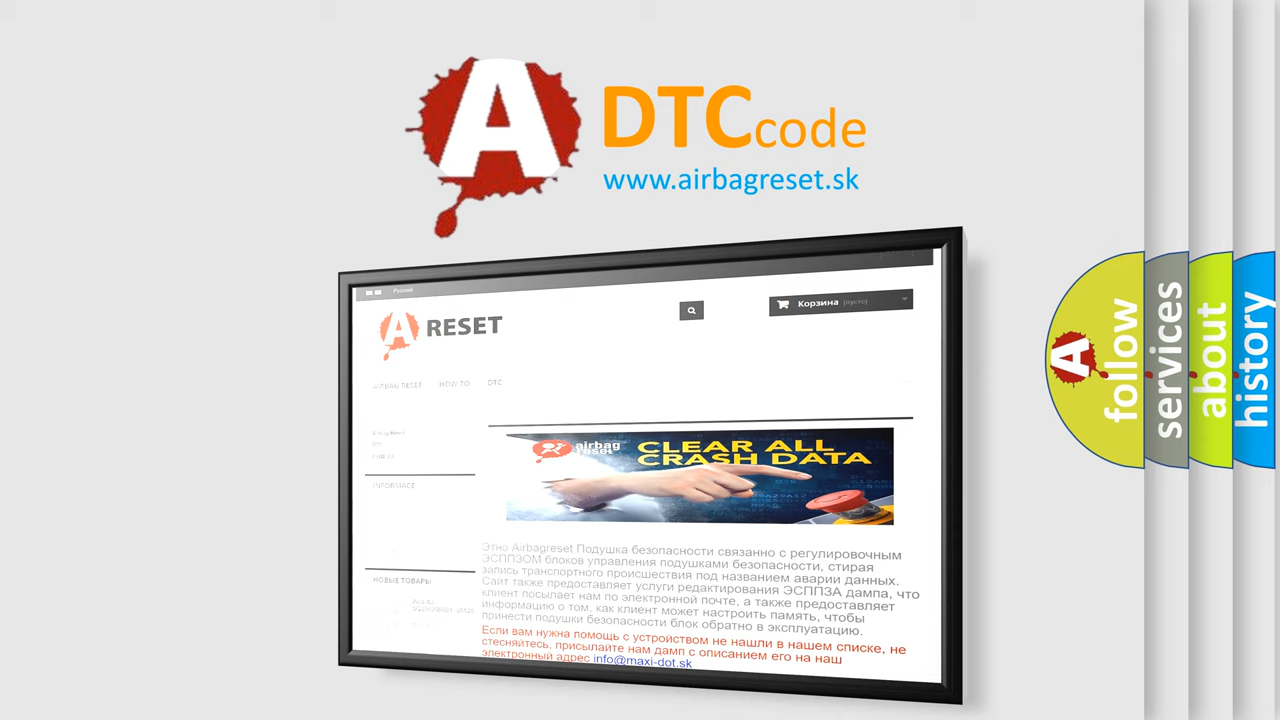 A DTC code
www.airbagreset.sk
Русский
A RESET
Корзина (пусто)
AIRBAG RESET HOW TO DTC
DTC
INFORMACE
airbag
reset
CLEAR ALL
CRASH DATA
Этно Airbagreset Подушка безопасности связанно с регулировочным
ЭСППЗОМ блоков управления подушками безопасности, стирая
запись транспортного происшествия под названием аварии данных.
Сайт также предоставляет услуги редактирования ЭСППЗА дампа, что
клиент посылает нам по электронной почте, а также предоставляет
информацию о том, как клиент может настроить память, чтобы
принести подушки безопасности блок обратно в эксплуатацию.
Если вам нужна помощь с устройством не нашли в нашем списке, не
стесняйтесь, присылайте нам дамп с описанием его на наш
электронный адрес info@maxi-dot.sk
НОВЫЕ ТОВАРЫ
A
follow
services
about
history